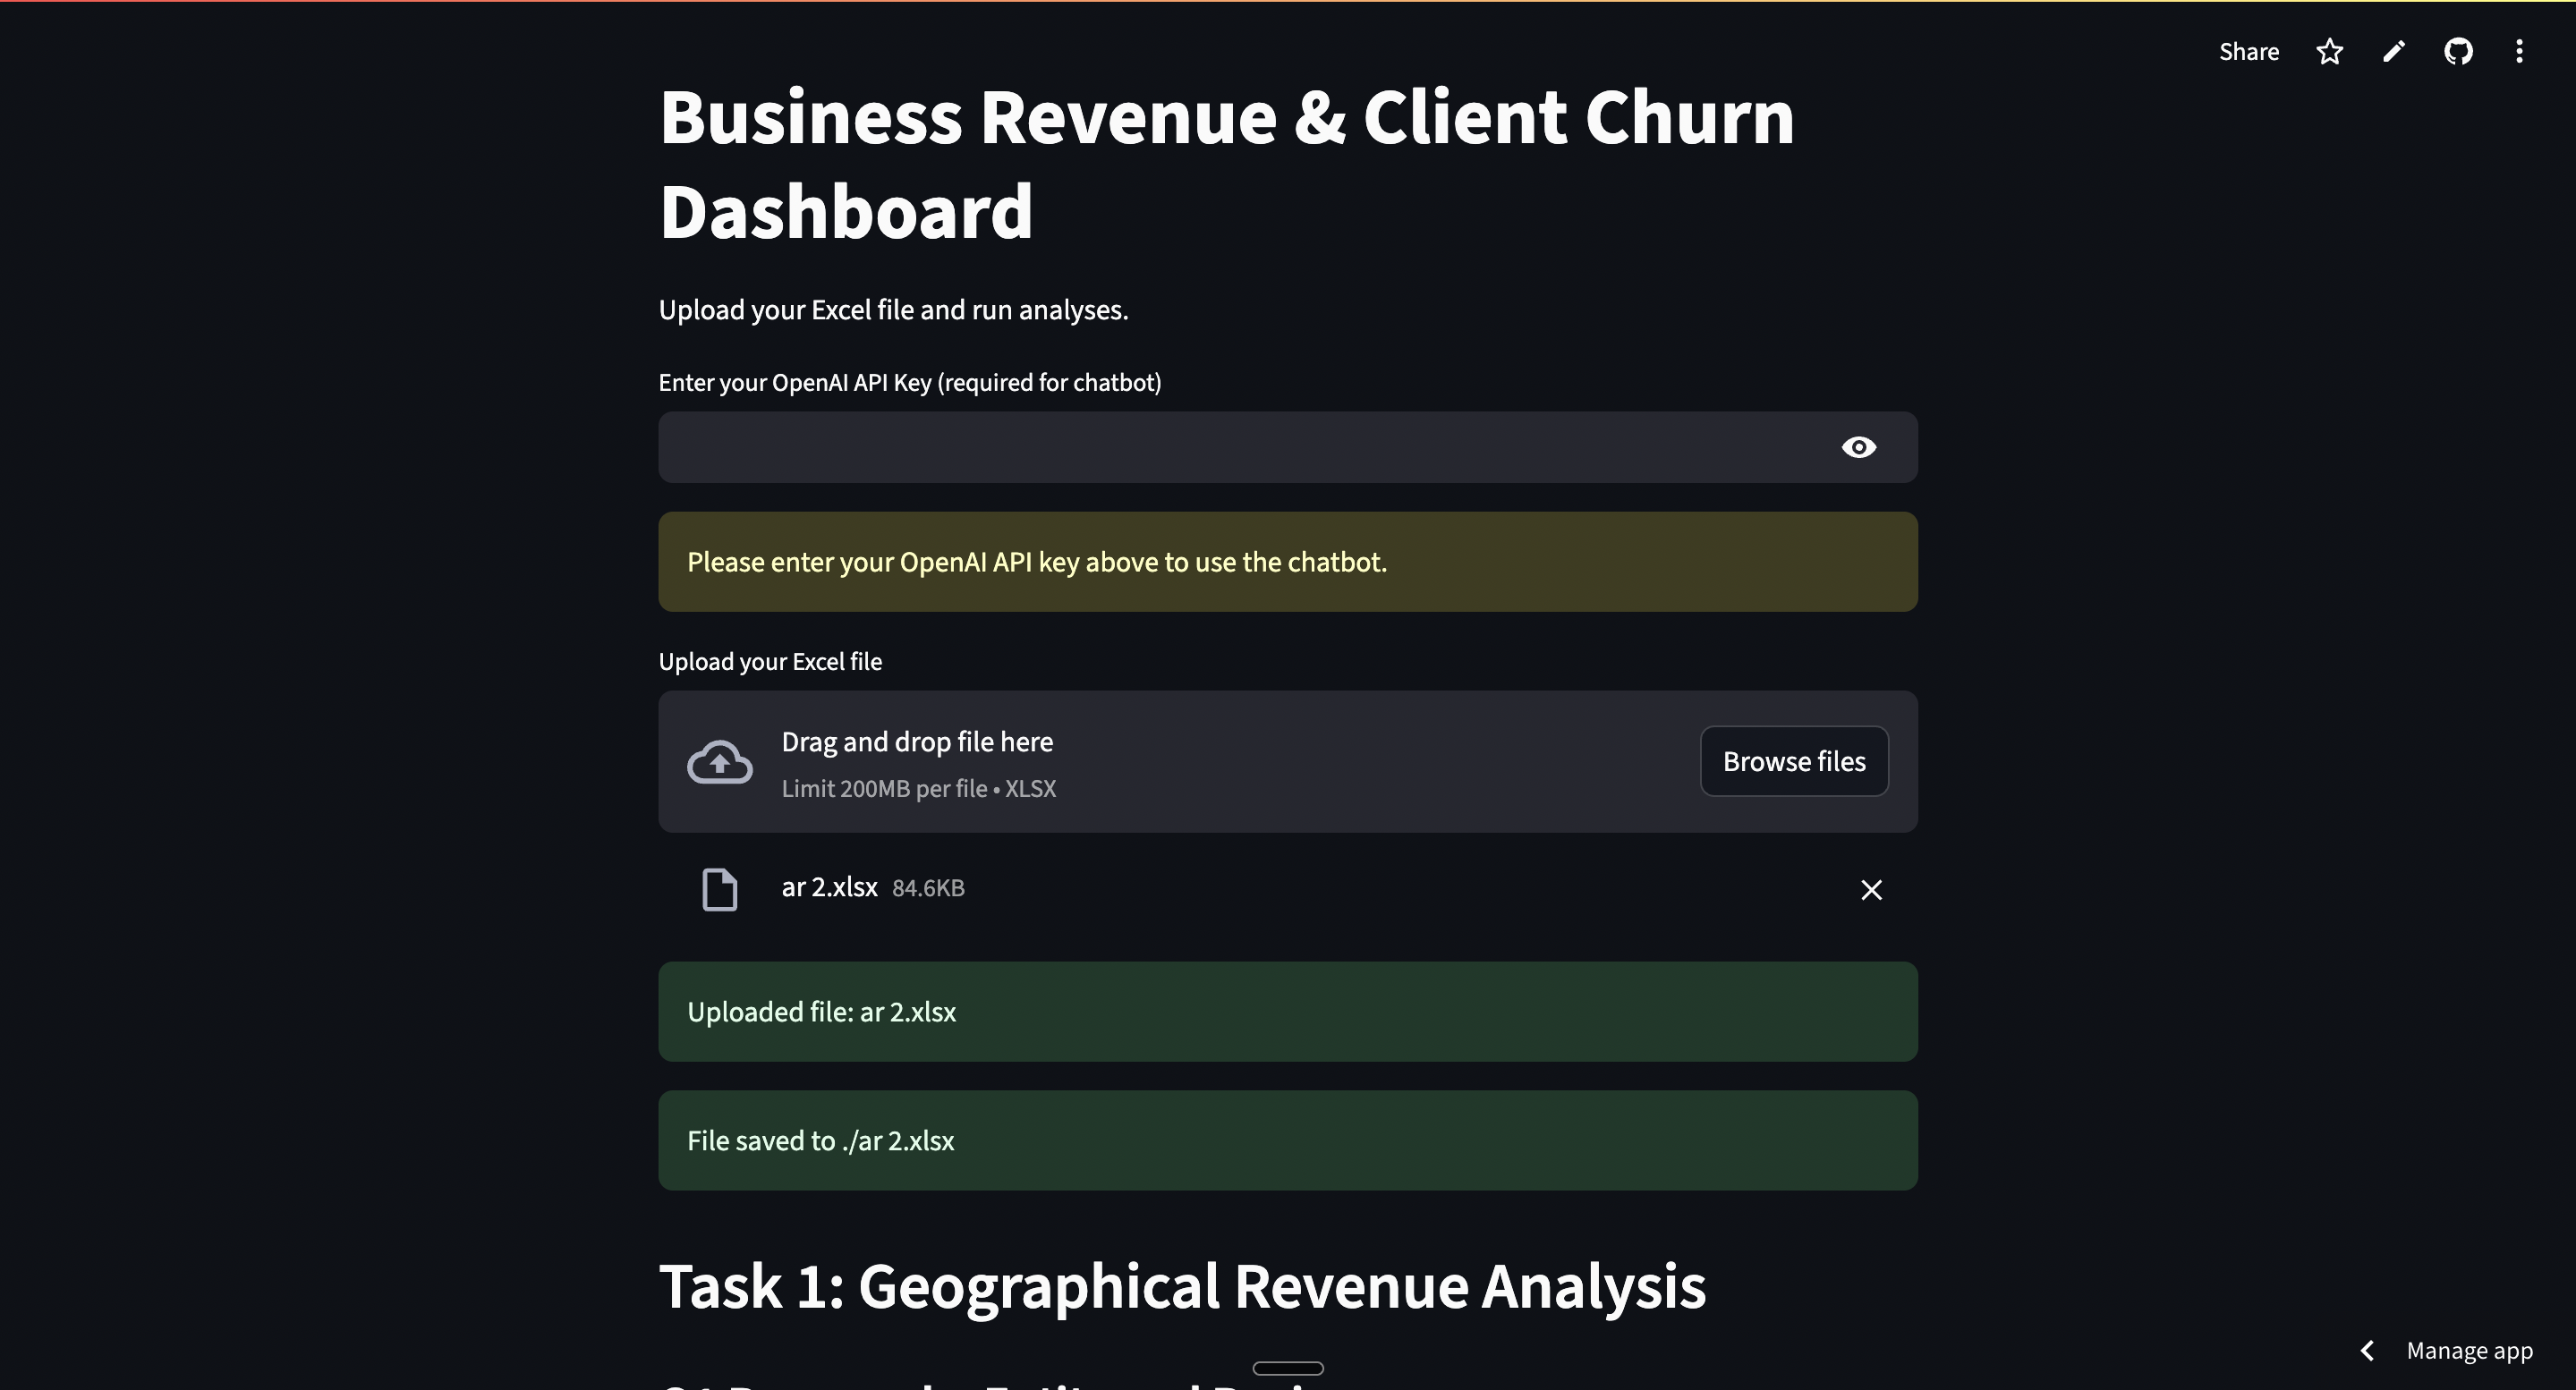 Share
Business Revenue & Client Churn
Dashboard
Upload your Excel file and run analyses.
Enter your OpenAI API Key (required for chatbot)
Please enter your OpenAI API key above to use the chatbot.
Upload your Excel file
Drag and drop file here
Limit 200MB per file • XLSX
Browse files
ar 2.xlsx 84.6KB
Uploaded file: ar 2.xlsx
File saved to ./ar 2.xlsx
Task 1: Geographical Revenue Analysis
Manage app